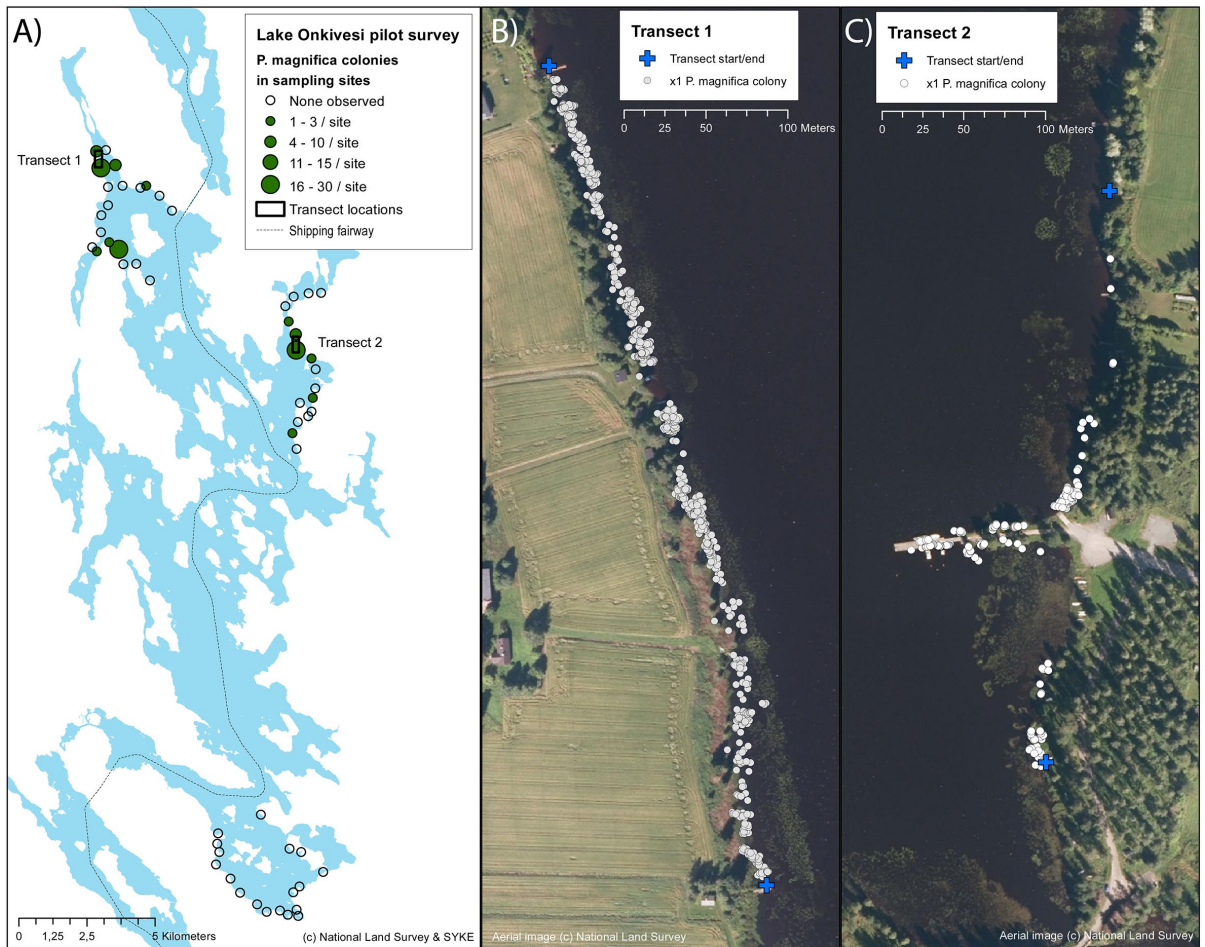 A)
Lake Onkivesi pilot survey
P. magnifica colonies
in sampling sites
None observed
1 - 3 / site
4 - 10 / site
11 - 15 / site
16 - 30 / site
Transect locations
Shipping fairway
Transect 1
Transect 2
0 1,25 2,5 5 Kilometers
(c) National Land Survey & SYKE
B)
Transect 1
Transect start/end
x1 P. magnifica colony
0 25 50 100 Meters
Aerial image (c) National Land Survey
C)
Transect 2
Transect start/end
x1 P. magnifica colony
0 25 50 100 Meters
Aerial image (c) National Land Survey